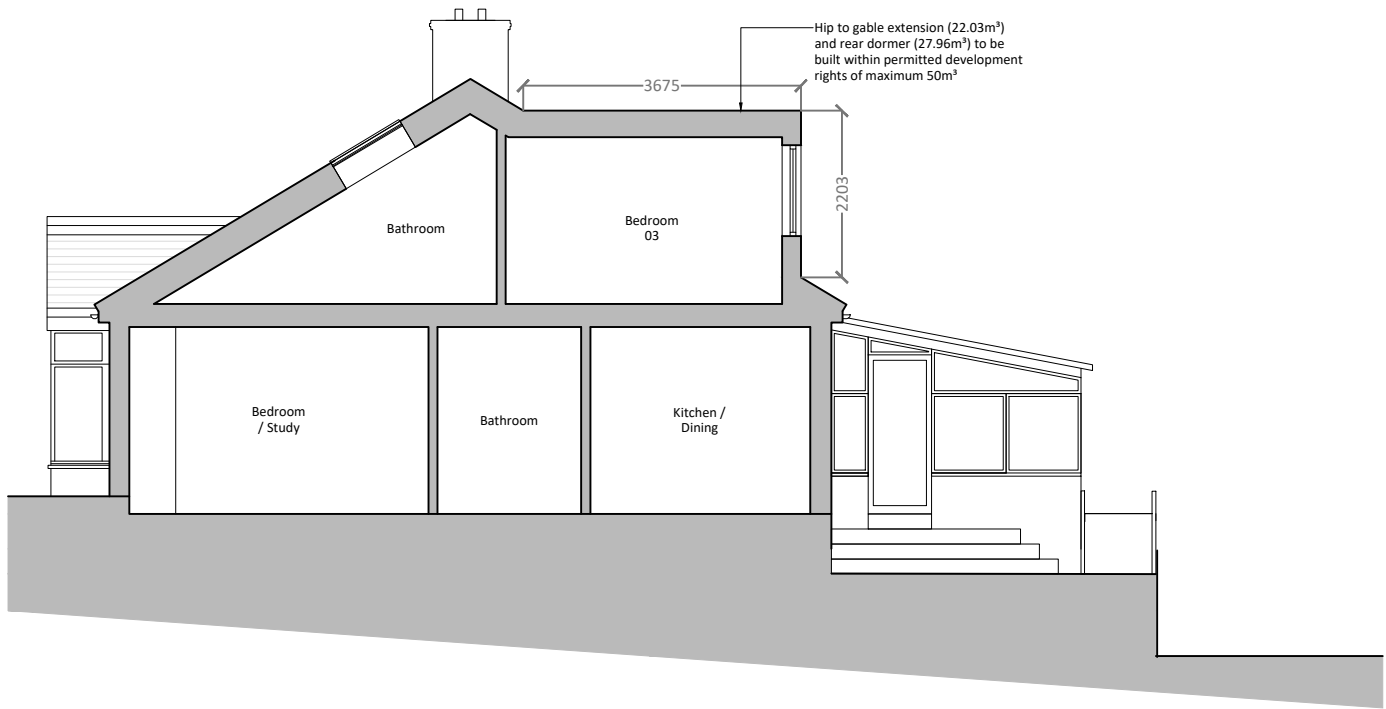 Hip to gable extension (22.03m³)
and rear dormer (27.96m³) to be
built within permitted development
rights of maximum 50m³
3675
2203
Bathroom
Bedroom
03
Bedroom
/ Study
Bathroom
Kitchen /
Dining